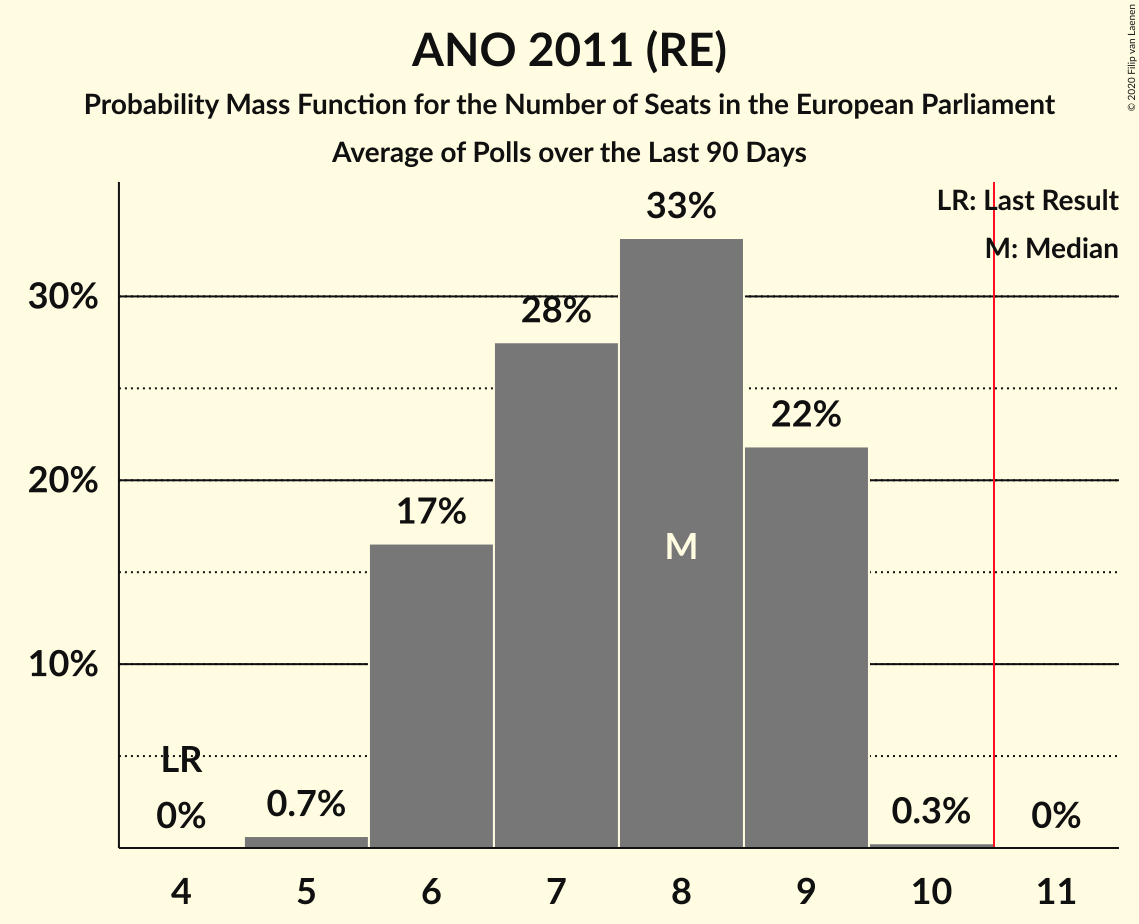 ANO 2011 (RE)
Probability Mass Function for the Number of Seats in the European Parliament
Average of Polls over the Last 90 Days
© 2020 Filip van Laenen
LR: Last Result
M: Median
33%
30%
28%
22%
20%
17%
M
10%
LR
0%
0.7%
0.3%
0%
4 5 6 7 8 9 10 11